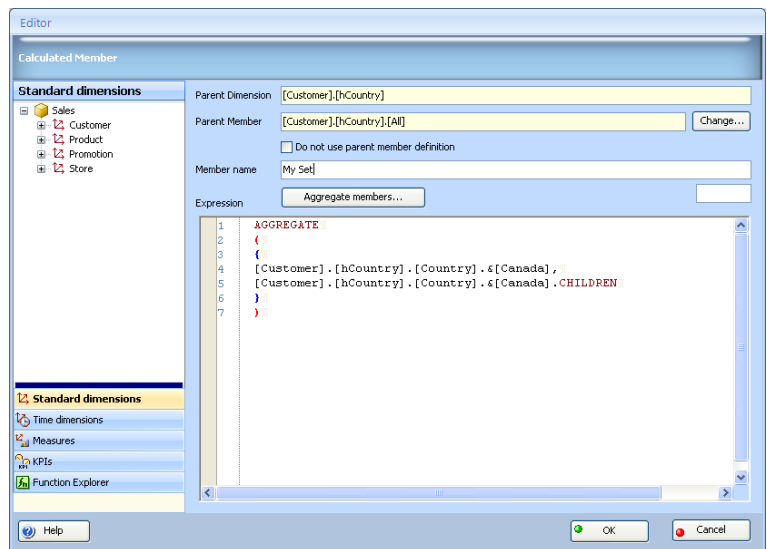 Editor
Calculated Member
Standard dimensions
Sales
Customer
Product
Promotion
Store
Standard dimensions
Time dimensions
Measures
KPI
KPIs
fn
Function Explorer
Parent Dimension [Customer].[hCountry]
Parent Member [Customer].[hCountry].[All] Change...
Do not use parent member definition
Member name My Set
Expression Aggregate members...
1 AGGREGATE
2 (
3 {
4 [Customer].[hCountry].[Country].&[Canada],
5 [Customer].[hCountry].[Country].&[Canada].CHILDREN
6 }
7 )
? Help OK Cancel